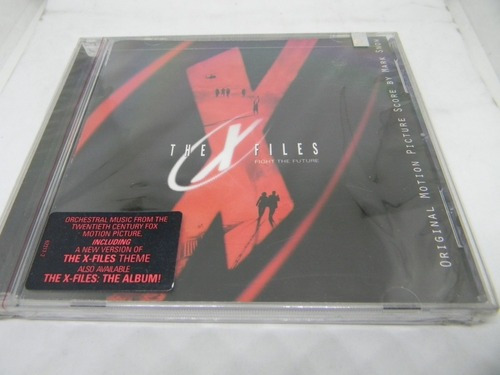 THE X FILES
FIGHT THE FUTURE
ORIGINAL MOTION PICTURE SCORE BY MARK SNOW
ORCHESTRAL MUSIC FROM THE
TWENTIETH CENTURY FOX
MOTION PICTURE,
INCLUDING
A NEW VERSION OF
THE X-FILES THEME
ALSO AVAILABLE
THE X-FILES: THE ALBUM!